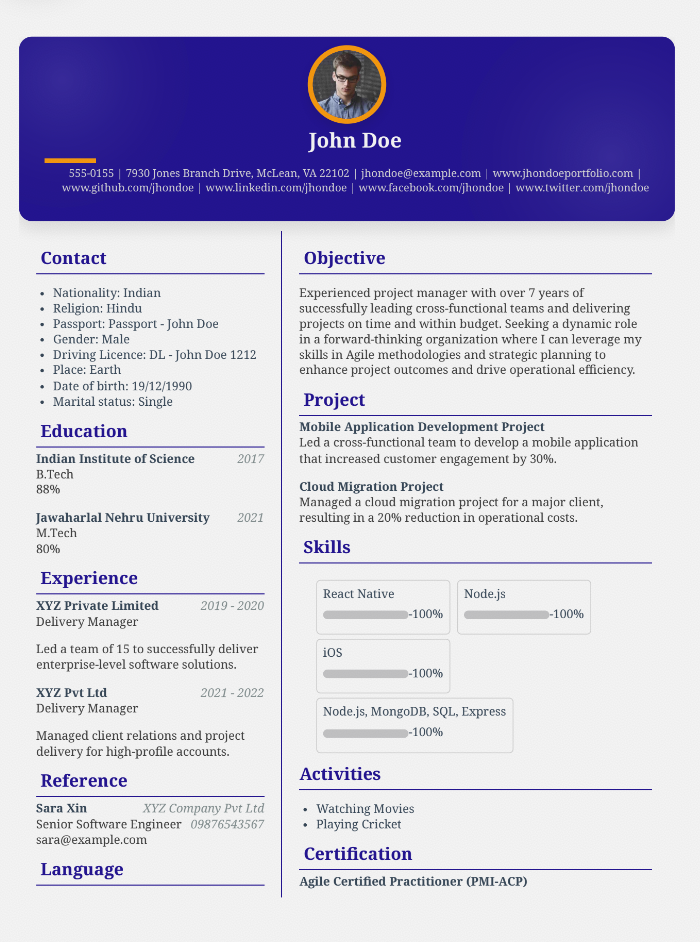 John Doe
555-0155 | 7930 Jones Branch Drive, McLean, VA 22102 | jhondoe@example.com | www.jhondoeportfolio.com |
www.github.com/jhondoe | www.linkedin.com/jhondoe | www.facebook.com/jhondoe | www.twitter.com/jhondoe
Contact
• Nationality: Indian
• Religion: Hindu
• Passport: Passport - John Doe
• Gender: Male
• Driving Licence: DL - John Doe 1212
• Place: Earth
• Date of birth: 19/12/1990
• Marital status: Single
Education
Indian Institute of Science 2017
B.Tech
88%
Jawaharlal Nehru University 2021
M.Tech
80%
Experience
XYZ Private Limited 2019 - 2020
Delivery Manager
Led a team of 15 to successfully deliver
enterprise-level software solutions.
XYZ Pvt Ltd 2021 - 2022
Delivery Manager
Managed client relations and project
delivery for high-profile accounts.
Reference
Sara Xin XYZ Company Pvt Ltd
Senior Software Engineer 09876543567
sara@example.com
Language
Objective
Experienced project manager with over 7 years of
successfully leading cross-functional teams and delivering
projects on time and within budget. Seeking a dynamic role
in a forward-thinking organization where I can leverage my
skills in Agile methodologies and strategic planning to
enhance project outcomes and drive operational efficiency.
Project
Mobile Application Development Project
Led a cross-functional team to develop a mobile application
that increased customer engagement by 30%.
Cloud Migration Project
Managed a cloud migration project for a major client,
resulting in a 20% reduction in operational costs.
Skills
React Native
-100%
Node.js
-100%
iOS
-100%
Node.js, MongoDB, SQL, Express
-100%
Activities
• Watching Movies
• Playing Cricket
Certification
Agile Certified Practitioner (PMI-ACP)